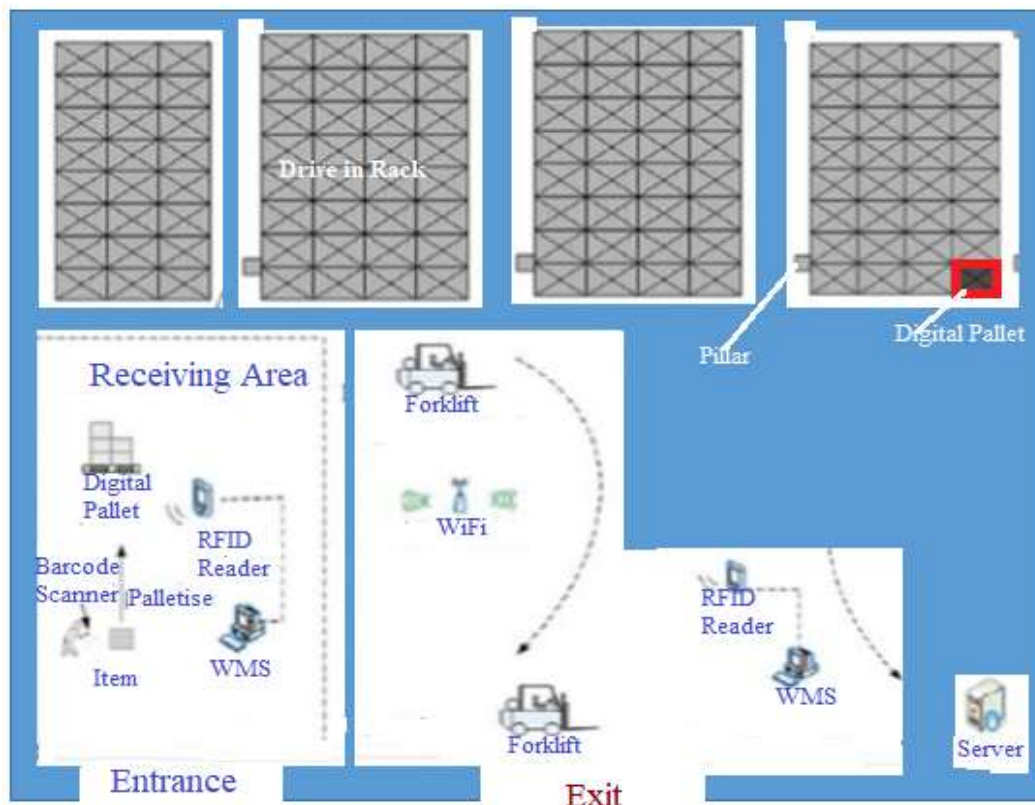 Drive in Rack
Digital Pallet
Pillar
Receiving Area
Forklift
Digital
Pallet
WiFi
RFID
Reader
Barcode
Scanner
Palletise
RFID
Reader
WMS
Item
WMS
Forklift
Server
Entrance
Exit